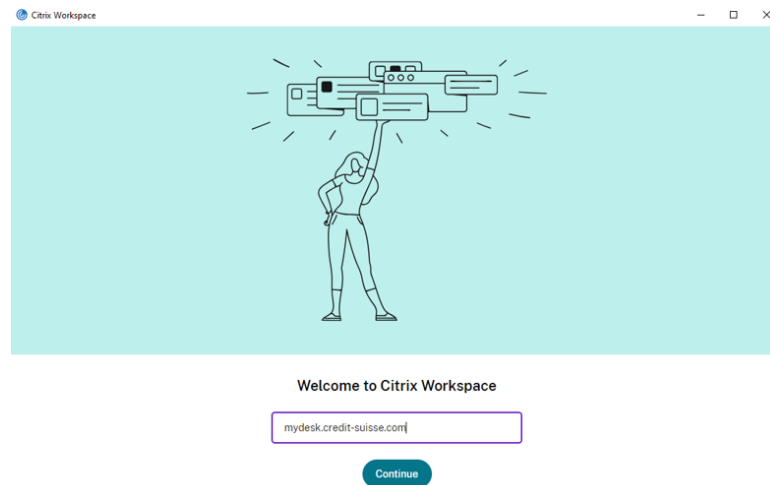 Citrix Workspace
Welcome to Citrix Workspace
mydesk.credit-suisse.com
Continue